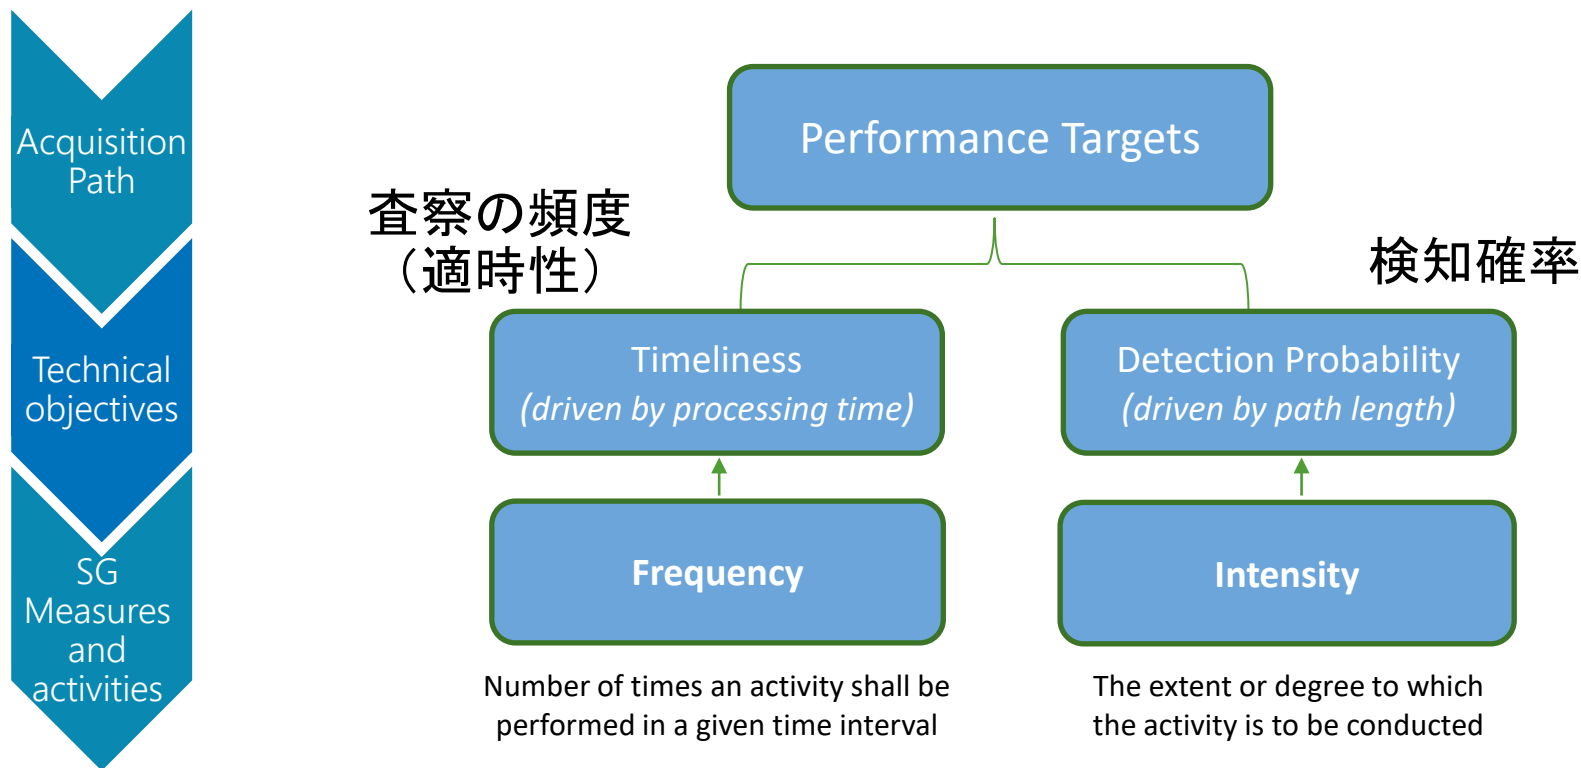 Acquisition
Path
Technical
objectives
SG
Measures
and
activities
Performance Targets
査察の頻度
（適時性）
検知確率
Timeliness
(driven by processing time)
Detection Probability
(driven by path length)
Frequency
Intensity
Number of times an activity shall be
performed in a given time interval
The extent or degree to which
the activity is to be conducted